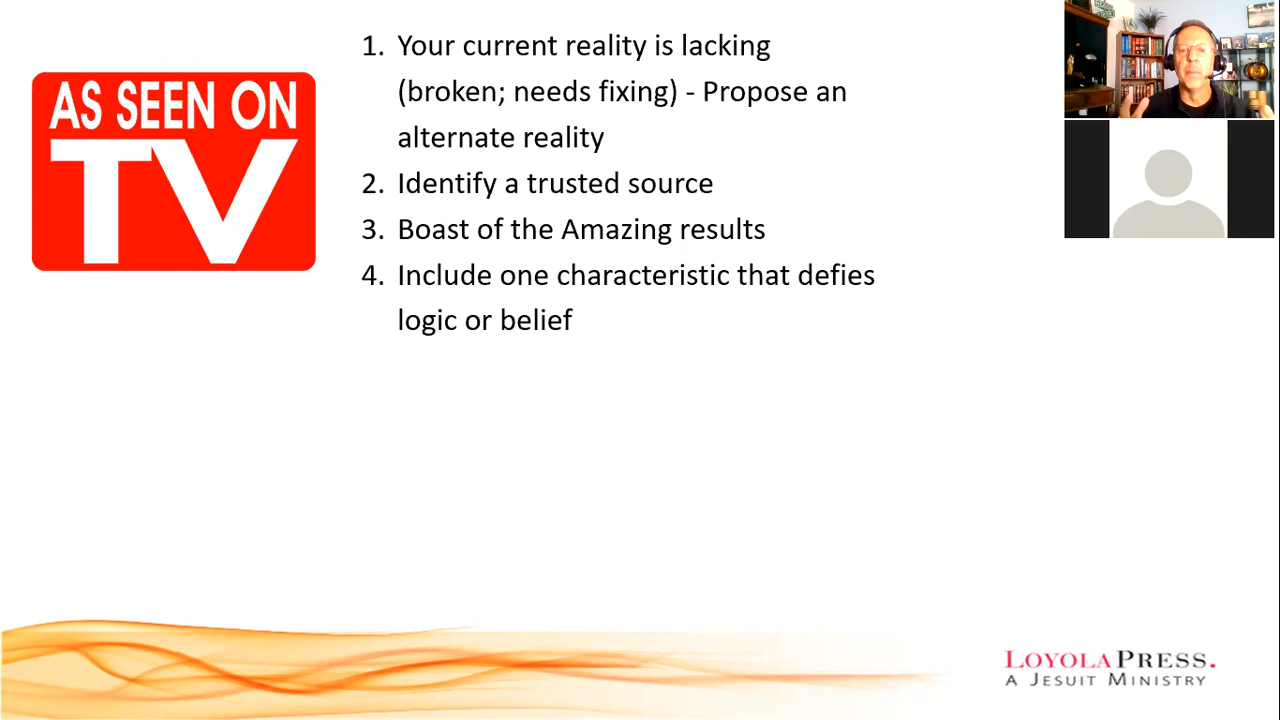 AS SEEN ON
TV
1. Your current reality is lacking
(broken; needs fixing) - Propose an
alternate reality
2. Identify a trusted source
3. Boast of the Amazing results
4. Include one characteristic that defies
logic or belief
LOYOLA PRESS.
A JESUIT MINISTRY